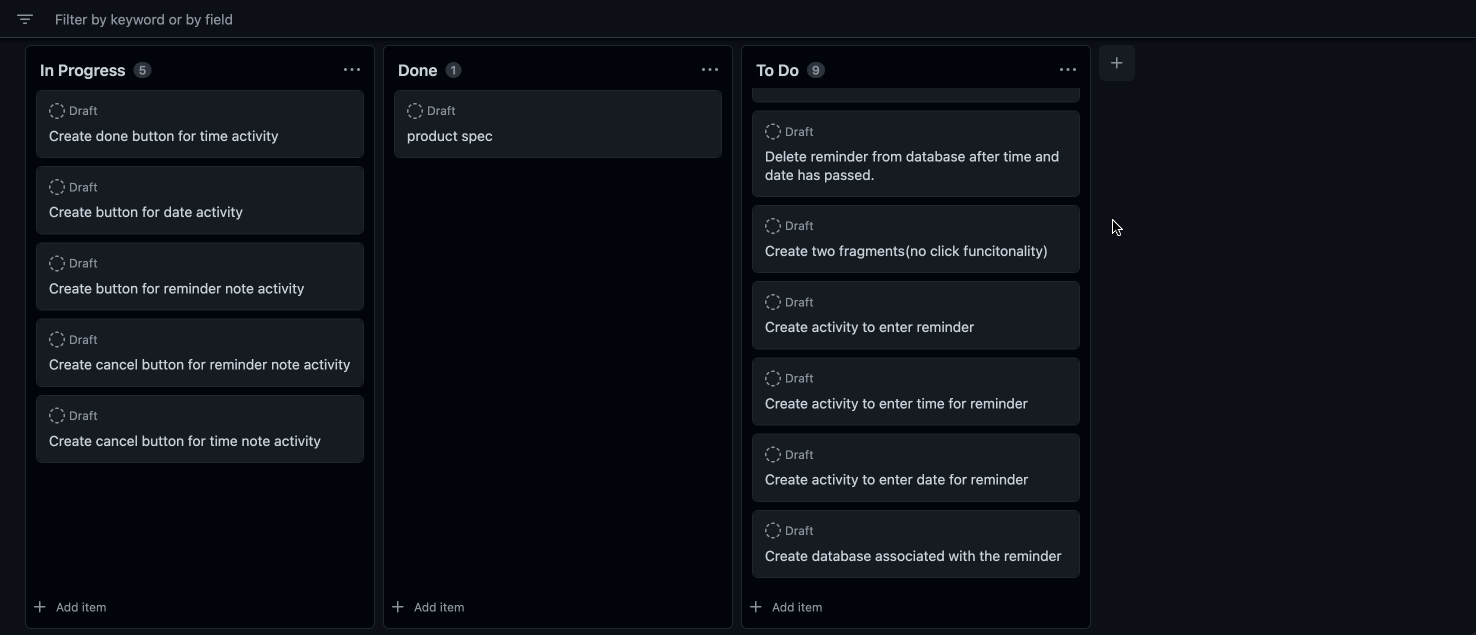 Filter by keyword or by field
In Progress 5
Draft
Create done button for time activity
Draft
Create button for date activity
Draft
Create button for reminder note activity
Draft
Create cancel button for reminder note activity
Draft
Create cancel button for time note activity
Add item
Done 1
Draft
product spec
Add item
To Do 9
Draft
Delete reminder from database after time and
date has passed.
Draft
Create two fragments(no click funcitonality)
Draft
Create activity to enter reminder
Draft
Create activity to enter time for reminder
Draft
Create activity to enter date for reminder
Draft
Create database associated with the reminder
Add item